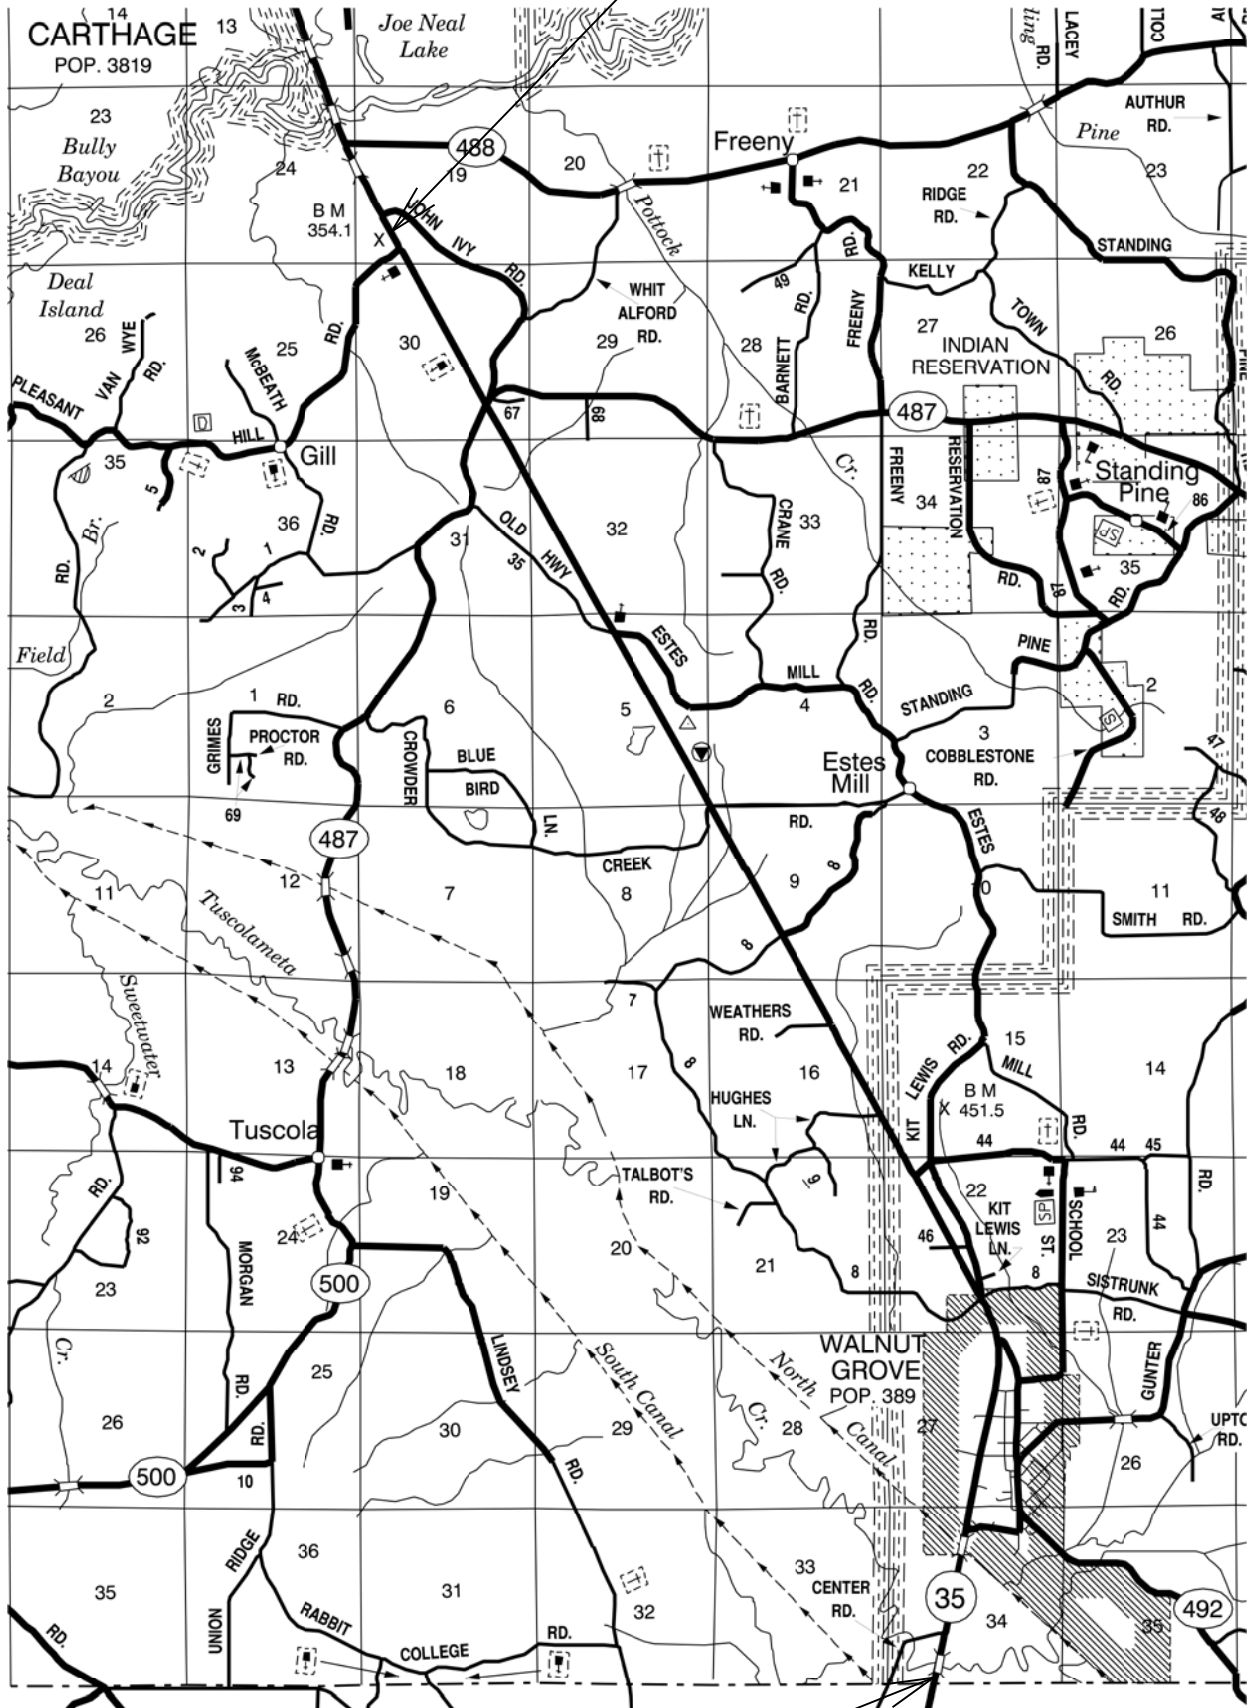 14
13
CARTHAGE
POP. 3819
Joe Neal
Lake
LACEY
RD.
AUTHUR
RD.
Pine
23
Bully
Bayou
24
488
19
20
Freeny
21
22
23
RIDGE
RD.
B M
354.1
X
JOHN IVY RD.
Pottock
RD.
STANDING
KELLY
Deal
Island
26
VAN WYE
RD.
25
RD.
30
WHIT
ALFORD
RD.
29
49
BARNETT
RD.
28
FREENY
27
TOWN
RD.
26
INDIAN
RESERVATION
PINE
McBEATH
PLEASANT
HILL
D
Gill
67
68
487
35
5
36
RD.
Cr.
FREENY
RESERVATION
34
87
Standing
Pine
86
SP
35
Br.
RD.
2
1
3
4
31
OLD
HWY
35
32
CRANE
RD.
33
RD.
87
RD.
Field
ESTES
MILL
RD.
RD.
STANDING
PINE
2
1
RD.
GRIMES
PROCTOR
RD.
69
6
CROWDER
BLUE
BIRD
LN.
5
4
3
2
S
COBBLESTONE
RD.
Estes
Mill
47
48
487
CREEK
RD.
ESTES
8
11
12
7
8
9
10
11
SMITH RD.
Tuscolameta
8
Sweetwater
7
WEATHERS
RD.
14
13
18
17
8
16
LEWIS
RD.
15
MILL
RD.
14
B M
X 451.5
HUGHES
LN.
KIT
44
44
45
Tuscola
94
RD.
92
TALBOT'S
RD.
9
19
22
SP
KIT
LEWIS
LN.
SCHOOL
ST.
23
44
RD.
24
MORGAN
20
21
46
8
8
SISTRUNK
RD.
23
500
Cr.
25
LINDSEY
South Canal
North
Canal
WALNUT
GROVE
POP. 389
GUNTER
26
RD.
RD.
30
29
Cr.
28
27
26
RD.
500
10
RD.
36
RIDGE
35
UNION
RABBIT
COLLEGE
RD.
31
32
33
CENTER
RD.
35
34
35
492
RD.